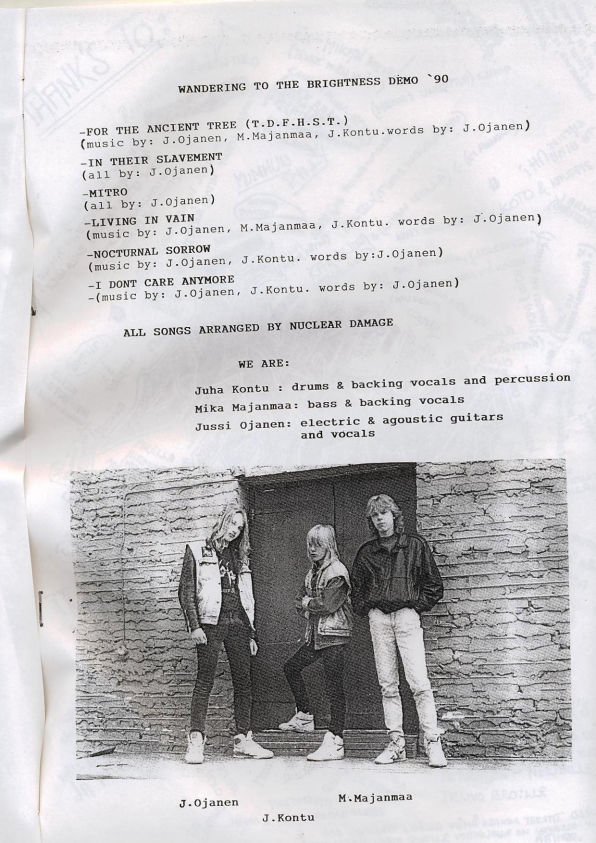 WANDERING TO THE BRIGHTNESS DEMO `90
-FOR THE ANCIENT TREE (T.D.F.H.S.T.)
(music by: J.Ojanen, M.Majanmaa, J.Kontu.words by: J.Ojanen)
-IN THEIR SLAVEMENT
(all by: J.Ojanen)
-MITRO
(all by: J.Ojanen)
-LIVING IN VAIN
(music by: J.Ojanen, M.Majanmaa, J.Kontu. words by: J.Ojanen)
-NOCTURNAL SORROW
(music by: J.Ojanen, J.Kontu. words by:J.Ojanen)
-I DONT CARE ANYMORE
-(music by: J.Ojanen, J.Kontu. words by: J.Ojanen)
ALL SONGS ARRANGED BY NUCLEAR DAMAGE
WE ARE:
Juha Kontu : drums & backing vocals and percussion
Mika Majanmaa: bass & backing vocals
Jussi Ojanen: electric & agoustic guitars
and vocals
J.Ojanen M.Majanmaa
J.Kontu
THANKS TO: